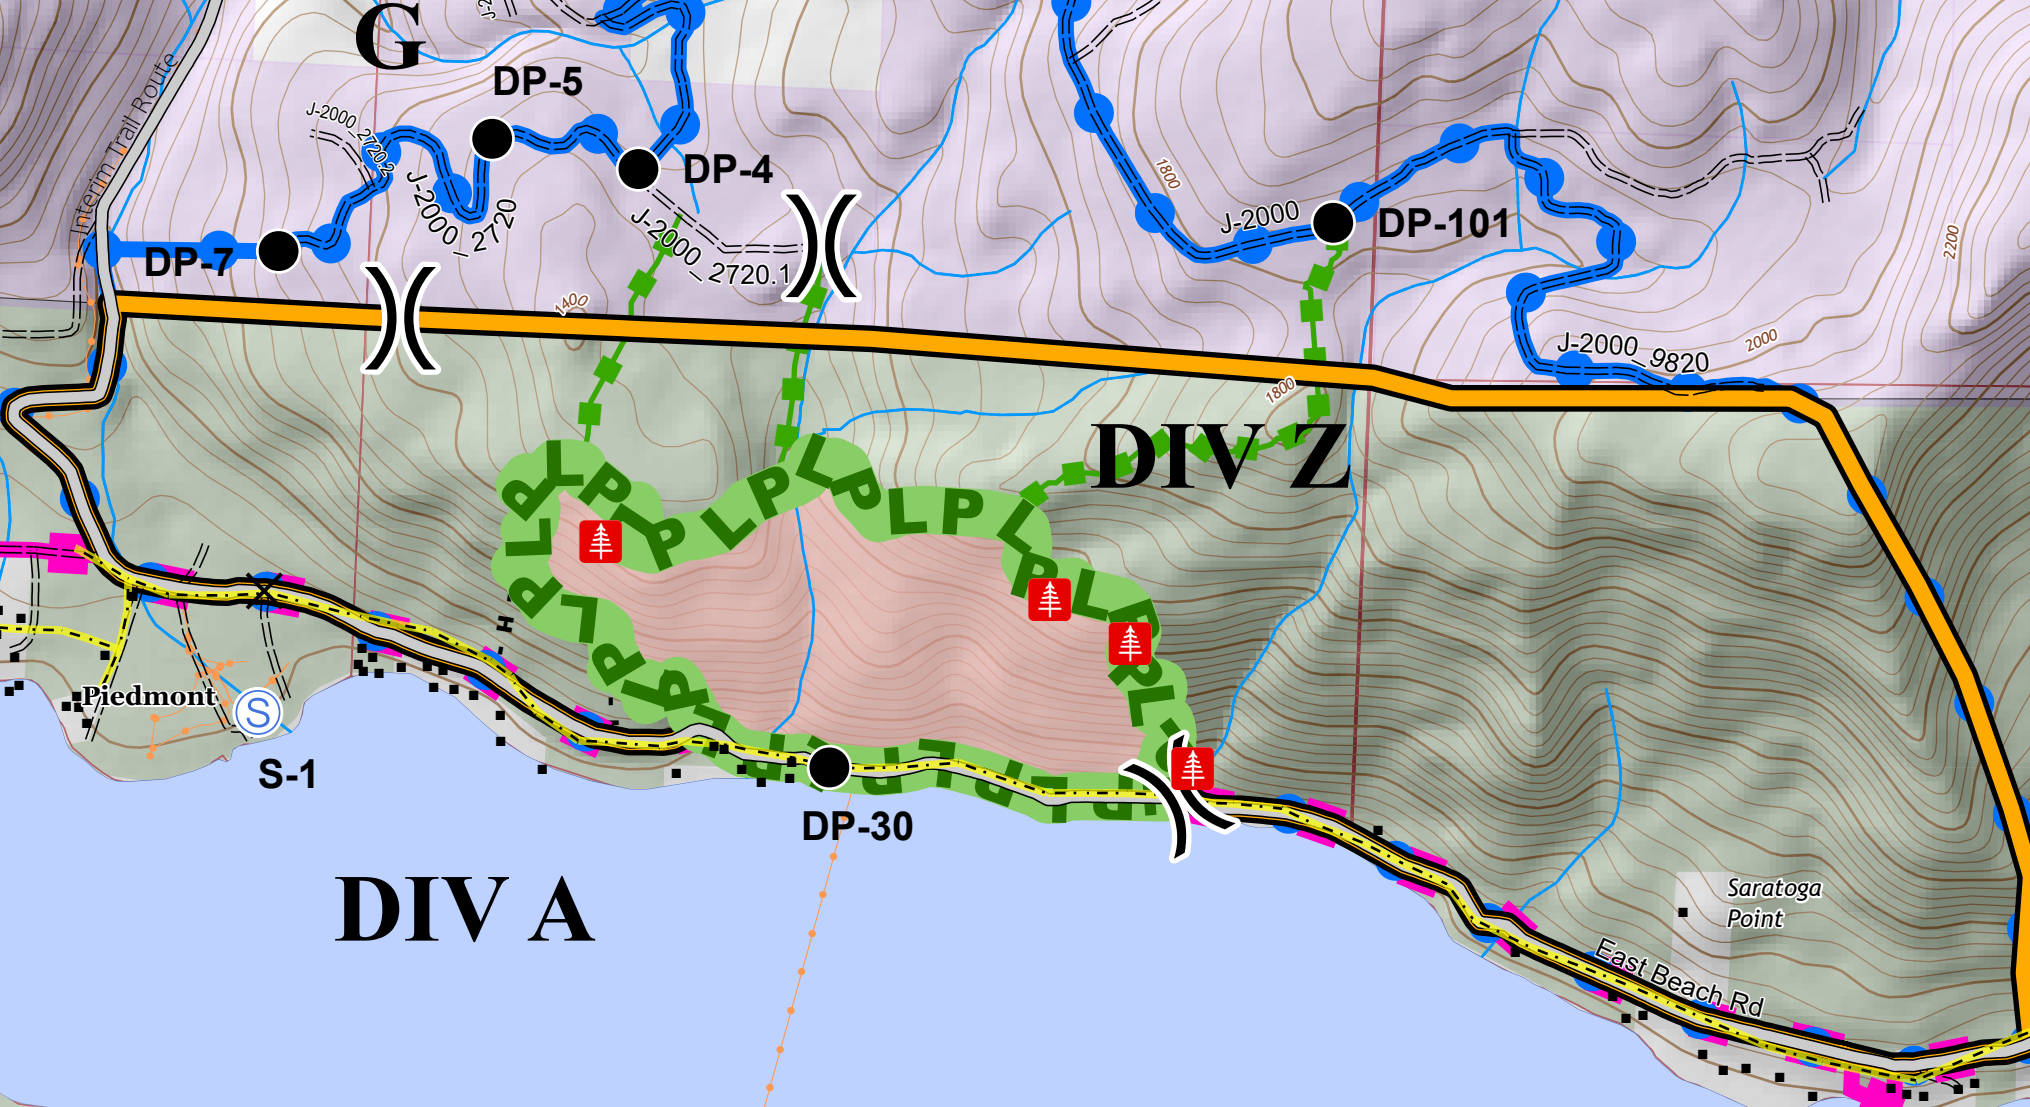 G
J-2
DP-5
Interim Trail Route
J-2000_2720.2
DP-4
1800
J-2000
DP-101
J-2000_2720
J-2000_2720.1
DP-7
2200
1400
2000
J-2000_9820
1800
DIV Z
L P
P L P L P L P L
R L
P L P L P
P L
P L P
H
Piedmont
S
S-1
DP-30
DIV A
Saratoga
Point
East Beach Rd